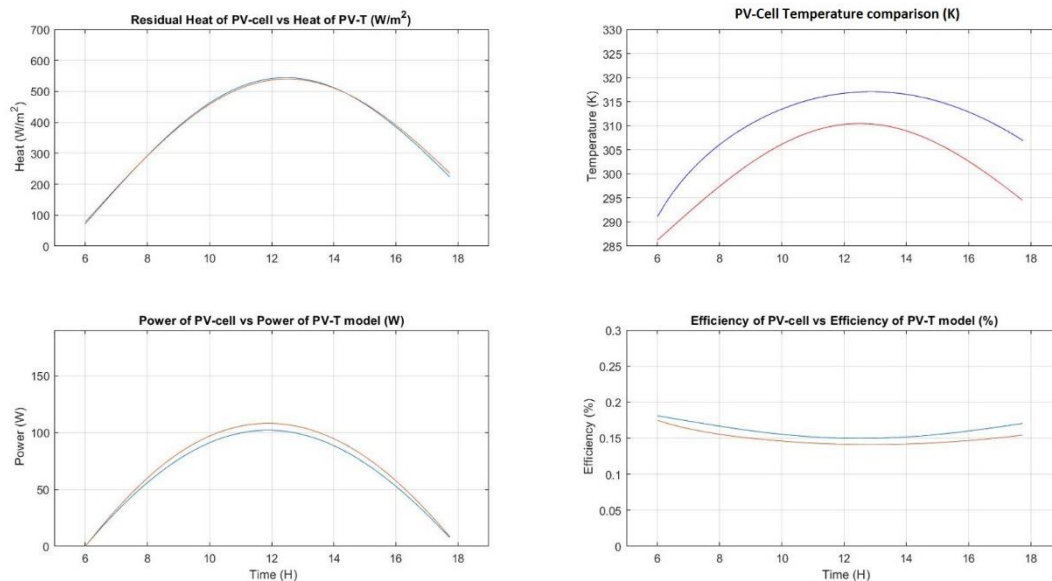 Residual Heat of PV-cell vs Heat of PV-T (W/m²)
Heat (W/m²)
700
600
500
400
300
200
100
0
6 8 10 12 14 16 18
PV-Cell Temperature comparison (K)
Temperature (K)
330
325
320
315
310
305
300
295
290
285
6 8 10 12 14 16 18
Power of PV-cell vs Power of PV-T model (W)
Power (W)
150
100
50
0
6 8 10 12 14 16 18
Time (H)
Efficiency of PV-cell vs Efficiency of PV-T model (%)
Efficiency (%)
0.3
0.25
0.2
0.15
0.1
0.05
0
6 8 10 12 14 16 18
Time (H)